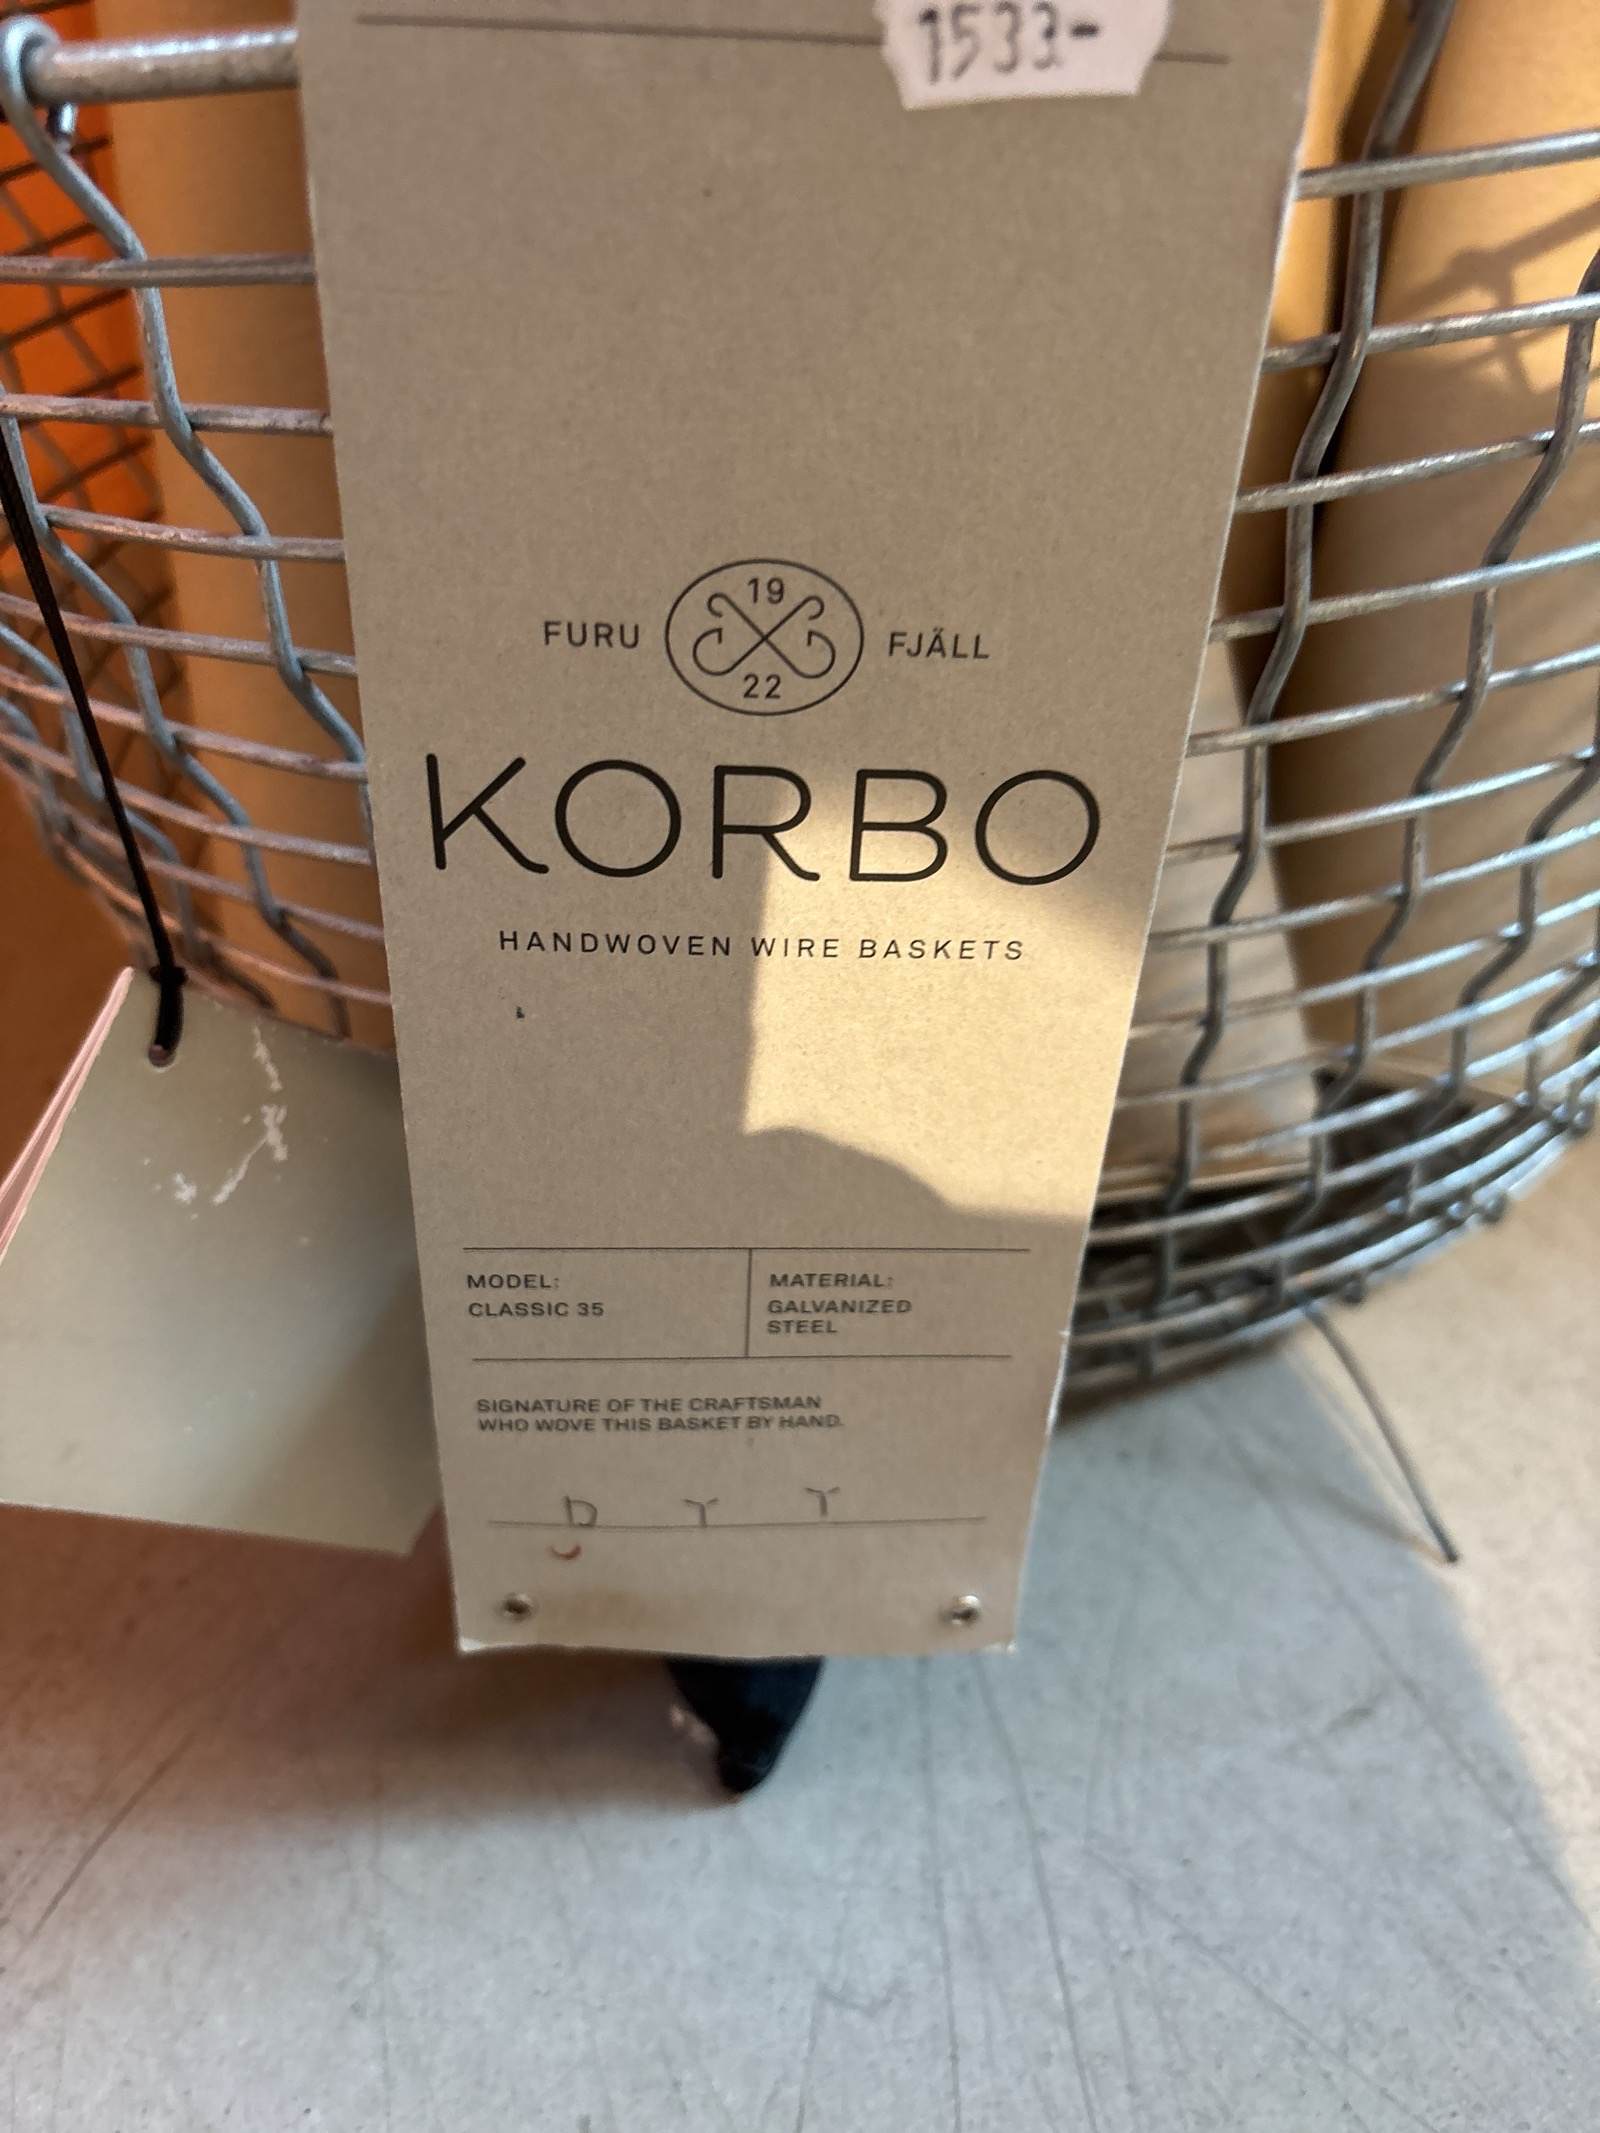 1533-
19
FURU FJÄLL
22
KORBO
HANDWOVEN WIRE BASKETS
MODEL:
CLASSIC 35
MATERIAL:
GALVANIZED
STEEL
SIGNATURE OF THE CRAFTSMAN
WHO WOVE THIS BASKET BY HAND.